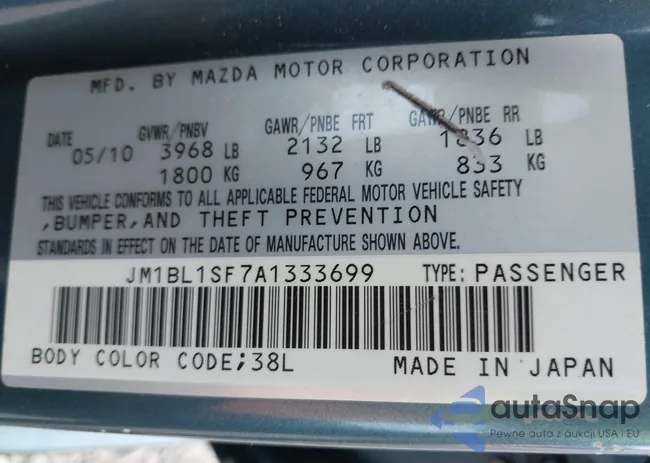 MFD. BY MAZDA MOTOR CORPORATION
DATE GVWR/PNBV GAWR/PNBE FRT GAWR/PNBE RR
05/10 3968 LB 2132 LB 1836 LB
1800 KG 967 KG 833 KG
THIS VEHICLE CONFORMS TO ALL APPLICABLE FEDERAL MOTOR VEHICLE SAFETY
,BUMPER,AND THEFT PREVENTION
STANDARDS IN EFFECT ON THE DATE OF MANUFACTURE SHOWN ABOVE.
JM1BL1SF7A1333699 TYPE: PASSENGER
BODY COLOR CODE;38L MADE IN JAPAN
autaSnap
Pewne auta z aukcji USA i EU